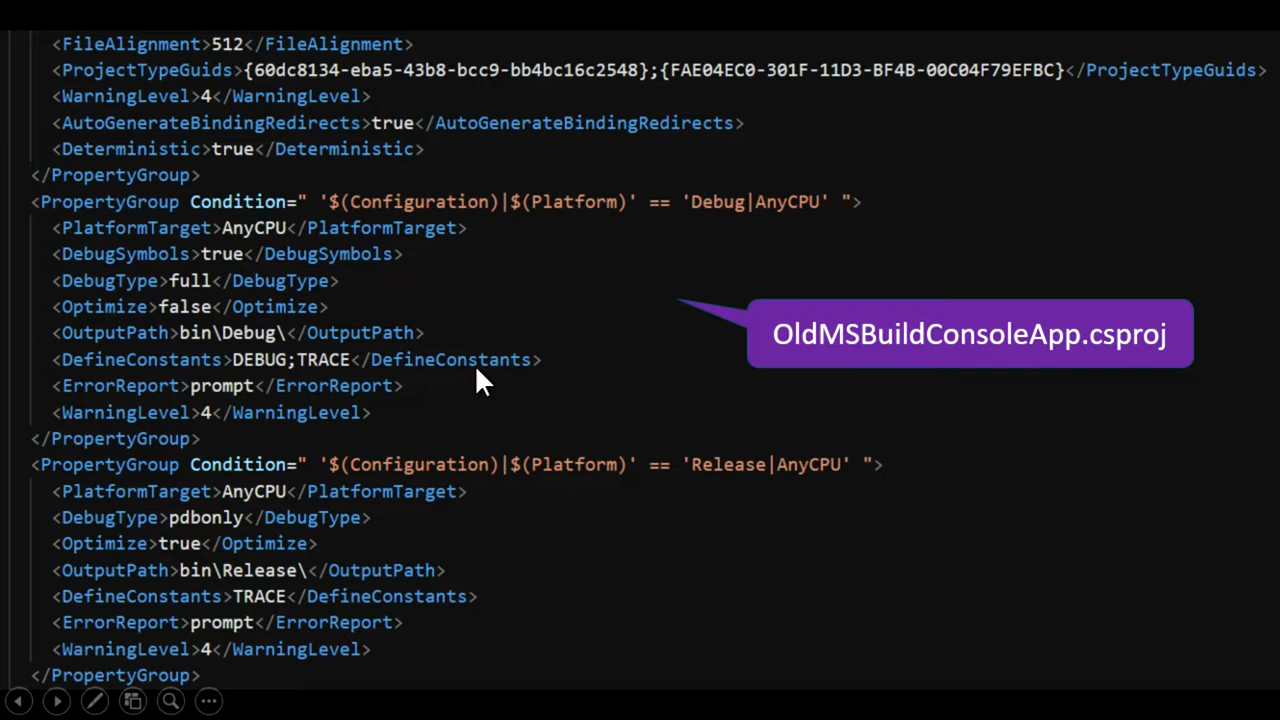 <FileAlignment>512</FileAlignment>
<ProjectTypeGuids>{60dc8134-eba5-43b8-bcc9-bb4bc16c2548};{FAE04EC0-301F-11D3-BF4B-00C04F79EFBC}</ProjectTypeGuids>
<WarningLevel>4</WarningLevel>
<AutoGenerateBindingRedirects>true</AutoGenerateBindingRedirects>
<Deterministic>true</Deterministic>
</PropertyGroup>
<PropertyGroup Condition=" '$(Configuration)|$(Platform)' == 'Debug|AnyCPU' ">
<PlatformTarget>AnyCPU</PlatformTarget>
<DebugSymbols>true</DebugSymbols>
<DebugType>full</DebugType>
<Optimize>false</Optimize>
<OutputPath>bin\Debug\</OutputPath>
<DefineConstants>DEBUG;TRACE</DefineConstants>
<ErrorReport>prompt</ErrorReport>
<WarningLevel>4</WarningLevel>
</PropertyGroup>
<PropertyGroup Condition=" '$(Configuration)|$(Platform)' == 'Release|AnyCPU' ">
<PlatformTarget>AnyCPU</PlatformTarget>
<DebugType>pdbonly</DebugType>
<Optimize>true</Optimize>
<OutputPath>bin\Release\</OutputPath>
<DefineConstants>TRACE</DefineConstants>
<ErrorReport>prompt</ErrorReport>
<WarningLevel>4</WarningLevel>
</PropertyGroup>
OldMSBuildConsoleApp.csproj